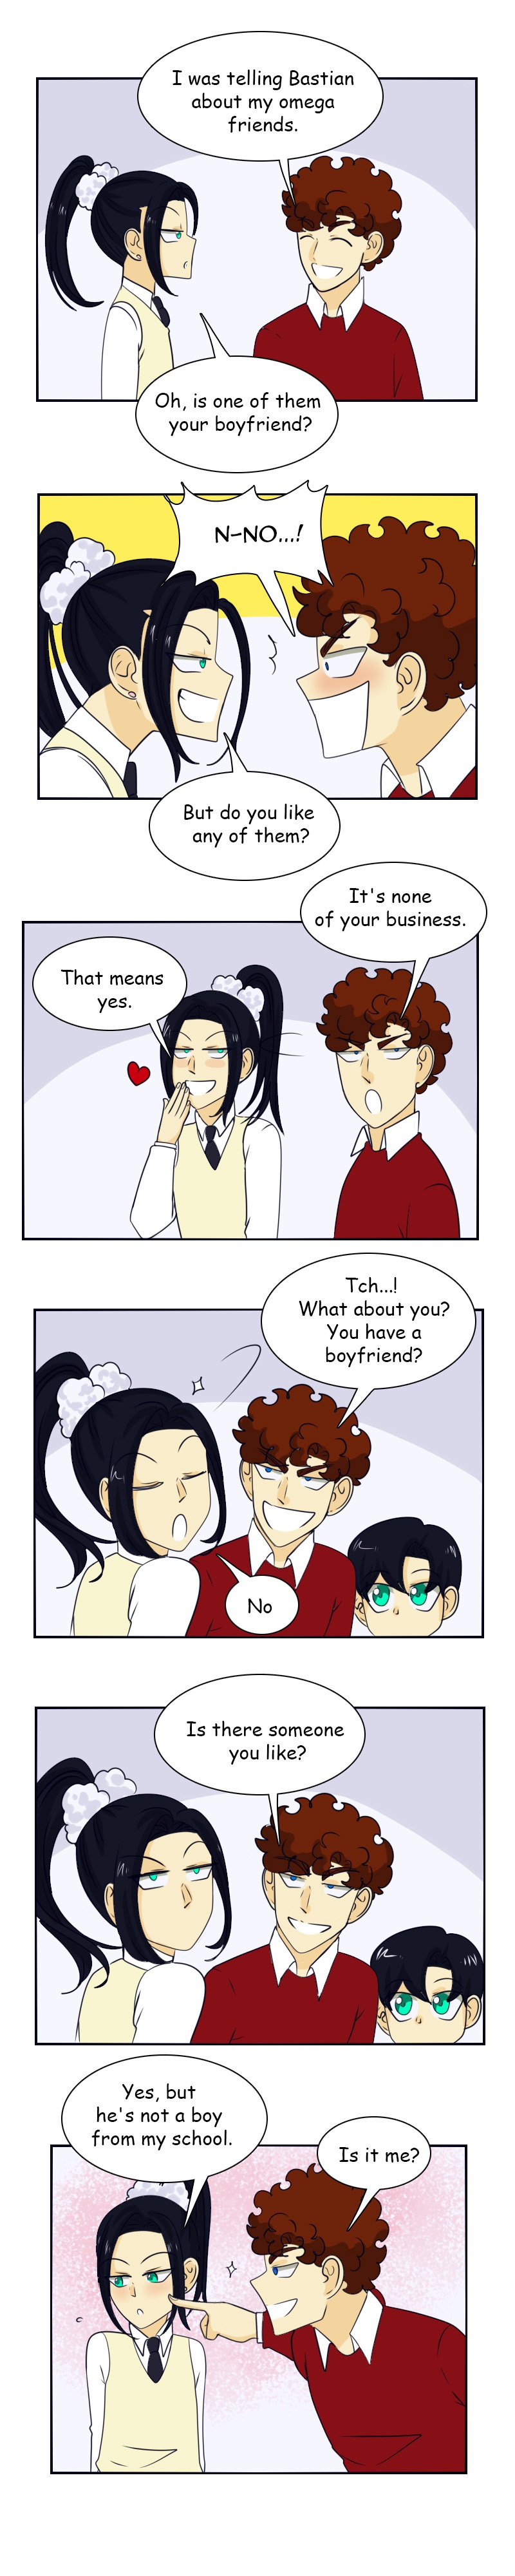 I was telling Bastian
about my omega
friends.
Oh, is one of them
your boyfriend?
N-NO...!
But do you like
any of them?
It's none
of your business.
That means
yes.
Tch...!
What about you?
You have a
boyfriend?
No
Is there someone
you like?
Yes, but
he's not a boy
from my school.
Is it me?